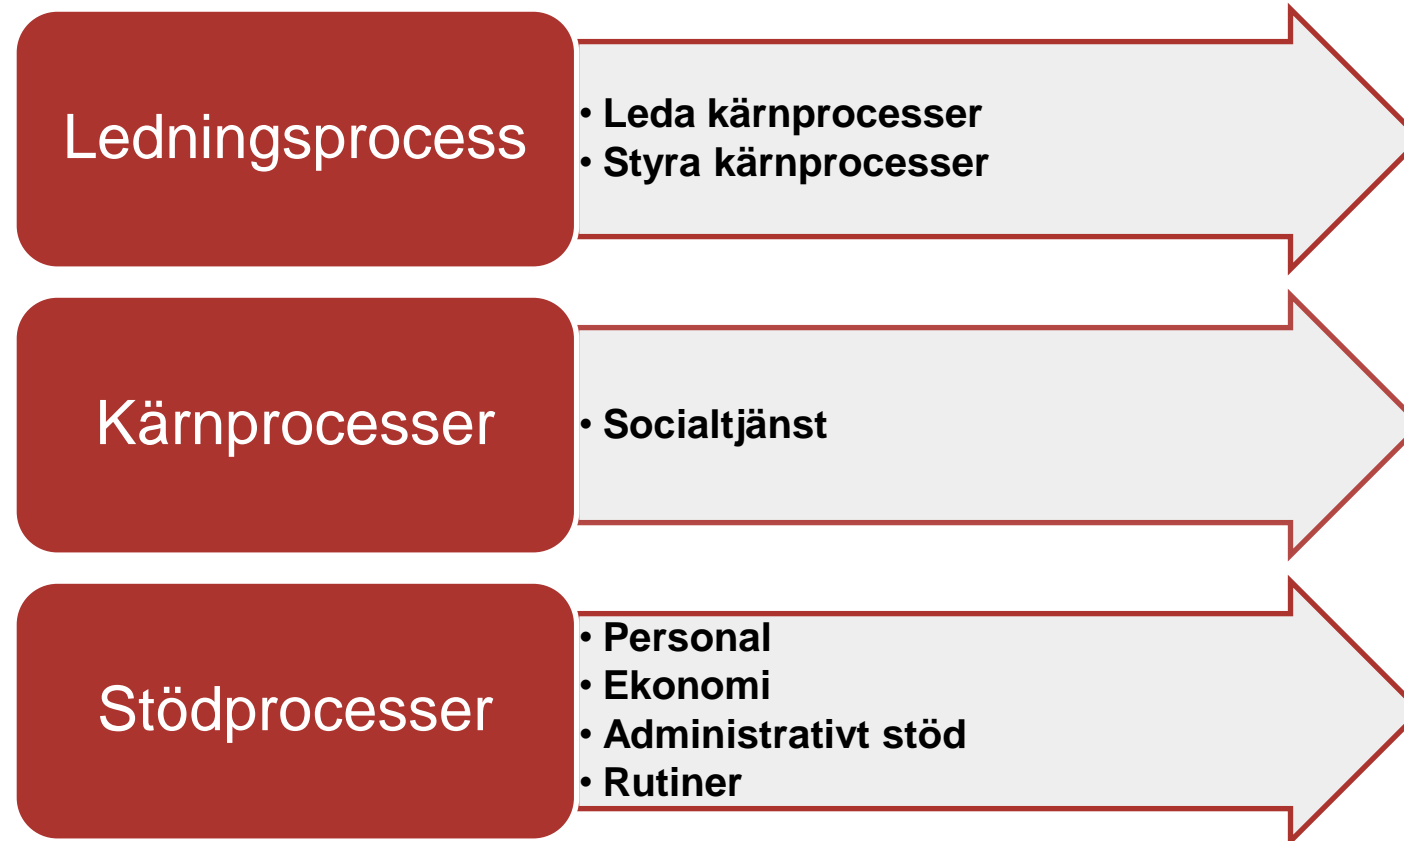 Ledningsprocess
• Leda kärnprocesser
• Styra kärnprocesser
Kärnprocesser
• Socialtjänst
Stödprocesser
• Personal
• Ekonomi
• Administrativt stöd
• Rutiner